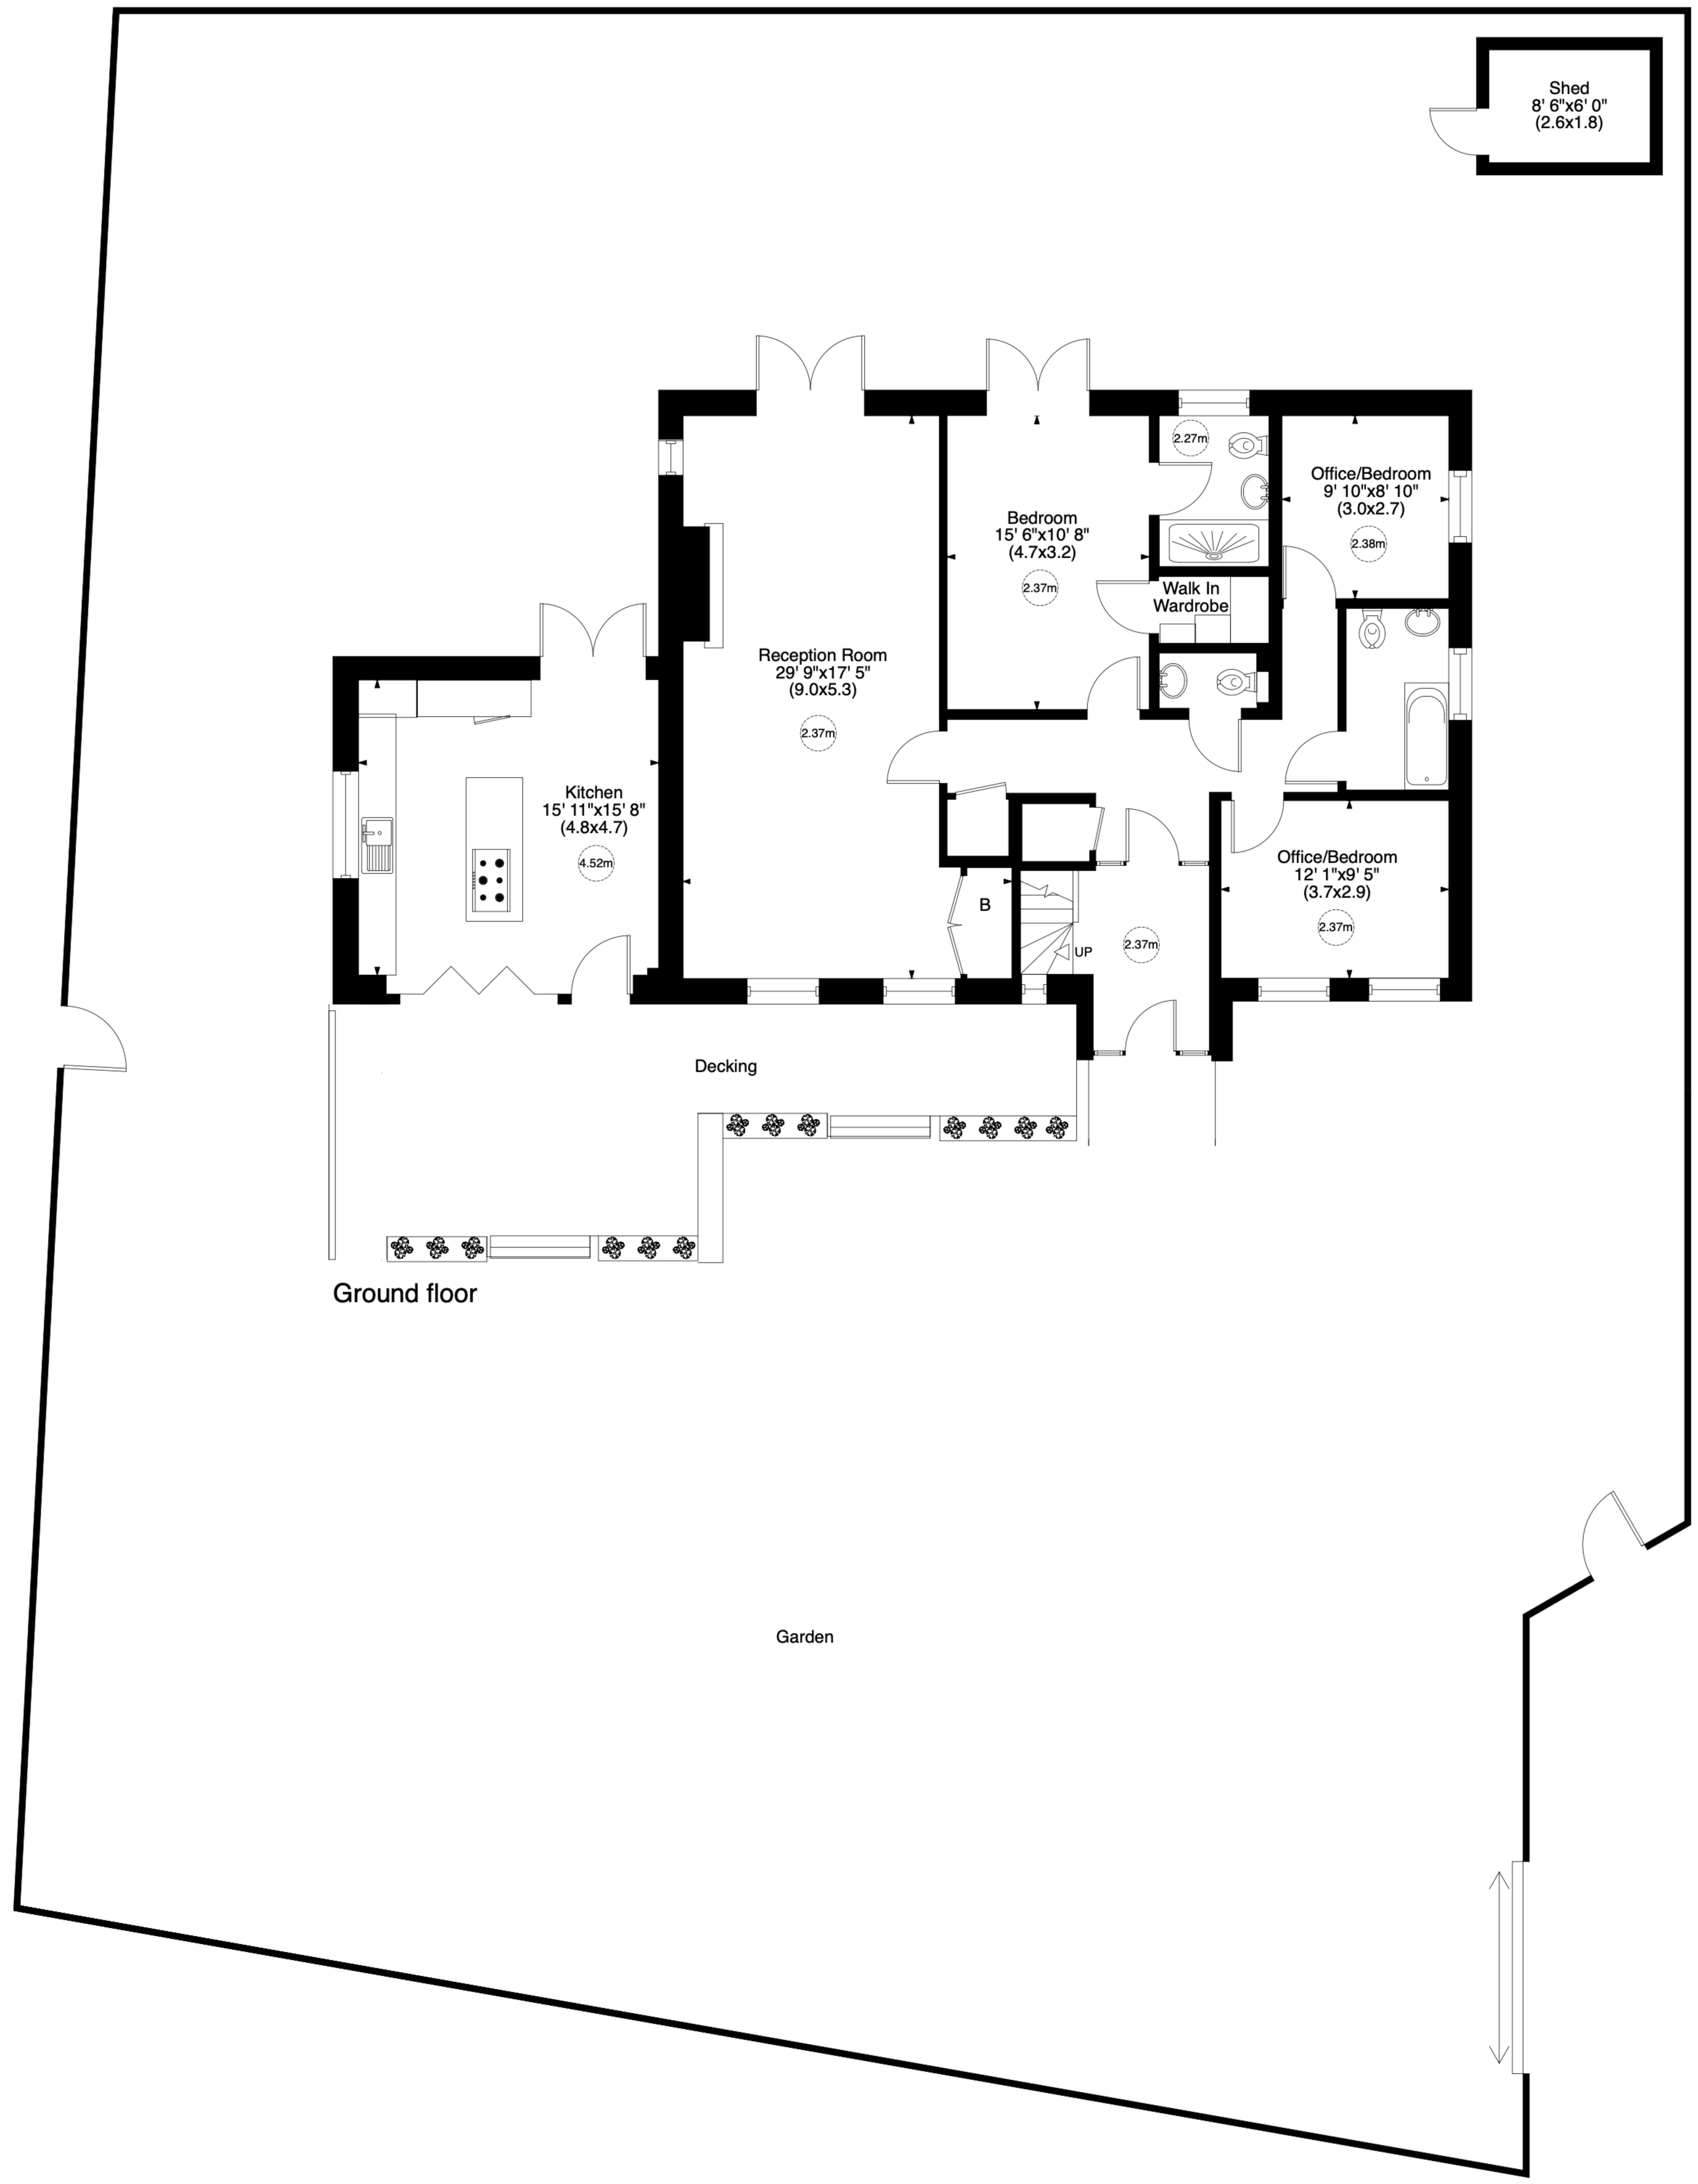 Shed
8' 6"x6' 0"
(2.6x1.8)
2.27m
Office/Bedroom
9' 10"x8' 10"
(3.0x2.7)
2.38m
Bedroom
15' 6"x10' 8"
(4.7x3.2)
2.37m
Walk In
Wardrobe
Reception Room
29' 9"x17' 5"
(9.0x5.3)
2.37m
Kitchen
15' 11"x15' 8"
(4.8x4.7)
4.52m
Office/Bedroom
12' 1"x9' 5"
(3.7x2.9)
2.37m
B
UP
2.37m
Decking
Ground floor
Garden